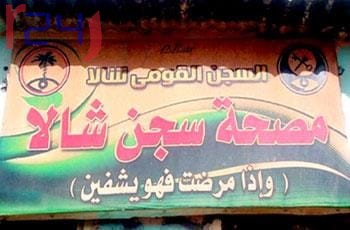 السجن القومي شالا
مصحة سجن شالا
( وإذا مرضت فهو يشفين )